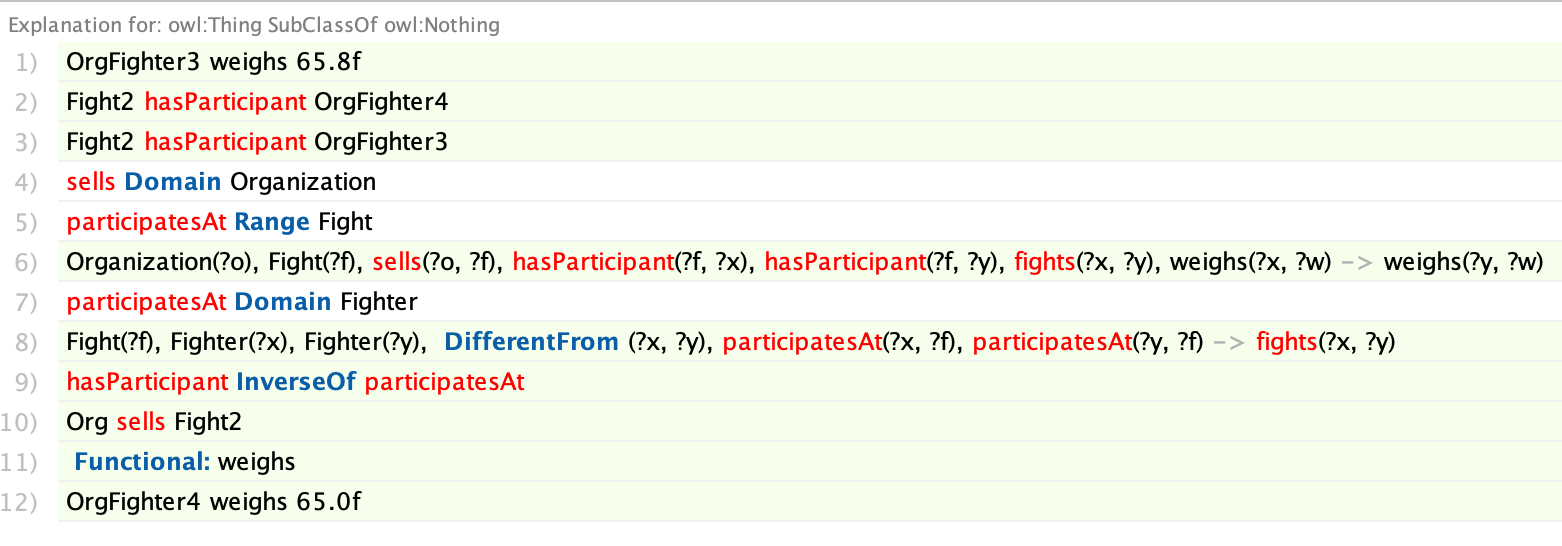 Explanation for: owl:Thing SubClassOf owl:Nothing
1) OrgFighter3 weighs 65.8f
2) Fight2 hasParticipant OrgFighter4
3) Fight2 hasParticipant OrgFighter3
4) sells Domain Organization
5) participatesAt Range Fight
6) Organization(?o), Fight(?f), sells(?o, ?f), hasParticipant(?f, ?x), hasParticipant(?f, ?y), fights(?x, ?y), weighs(?x, ?w) -> weighs(?y, ?w)
7) participatesAt Domain Fighter
8) Fight(?f), Fighter(?x), Fighter(?y), DifferentFrom (?x, ?y), participatesAt(?x, ?f), participatesAt(?y, ?f) -> fights(?x, ?y)
9) hasParticipant InverseOf participatesAt
10) Org sells Fight2
11) Functional: weighs
12) OrgFighter4 weighs 65.0f